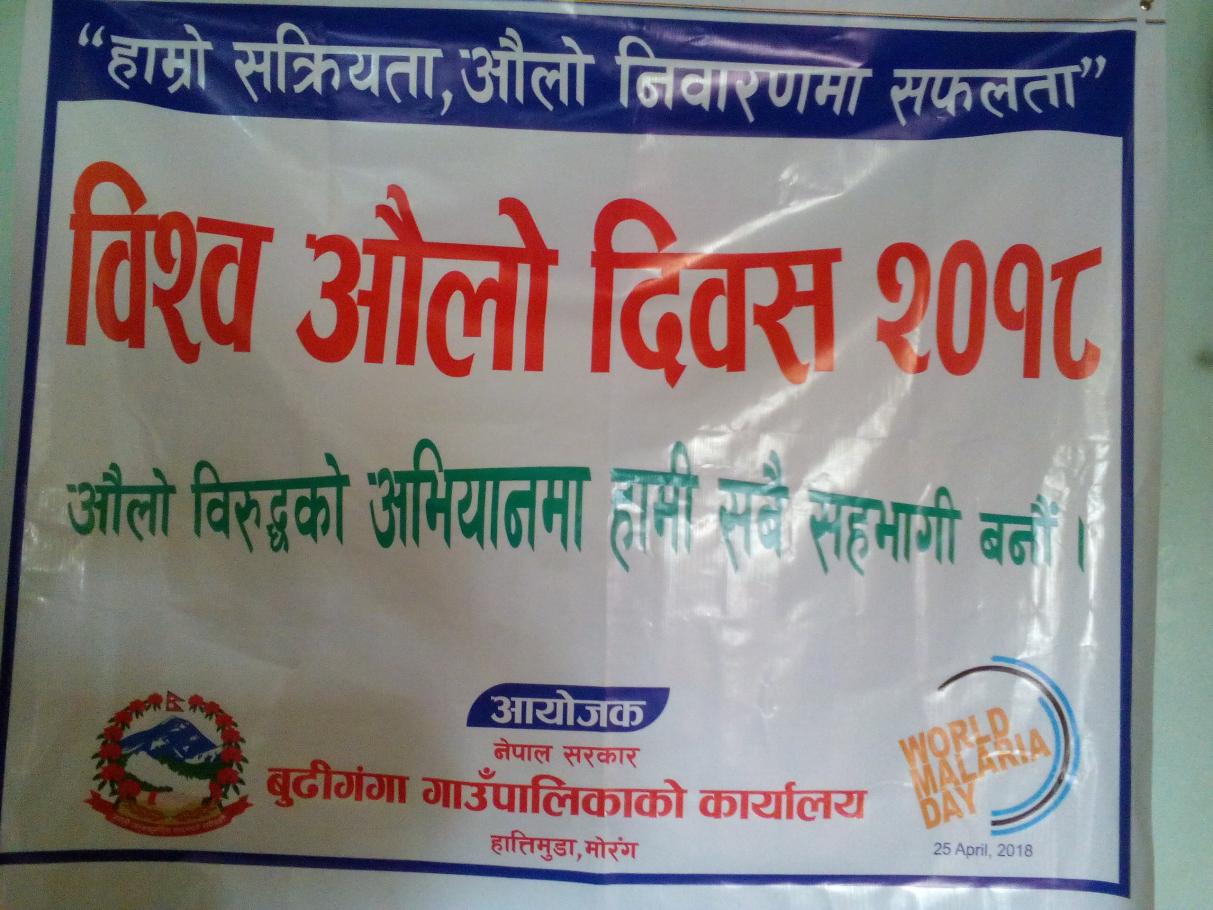 “हाम्रो सक्रियता,औलो निवारणमा सफलता”
विश्व औलो दिवस २०१८
औलो विरुद्धको अभियानमा हामी सबै सहभागी बनौं ।
आयोजक
नेपाल सरकार
बुढीगंगा गाउँपालिकाको कार्यालय
हात्तिमुडा,मोरंग
WORLD
MALARIA
DAY
25 April, 2018